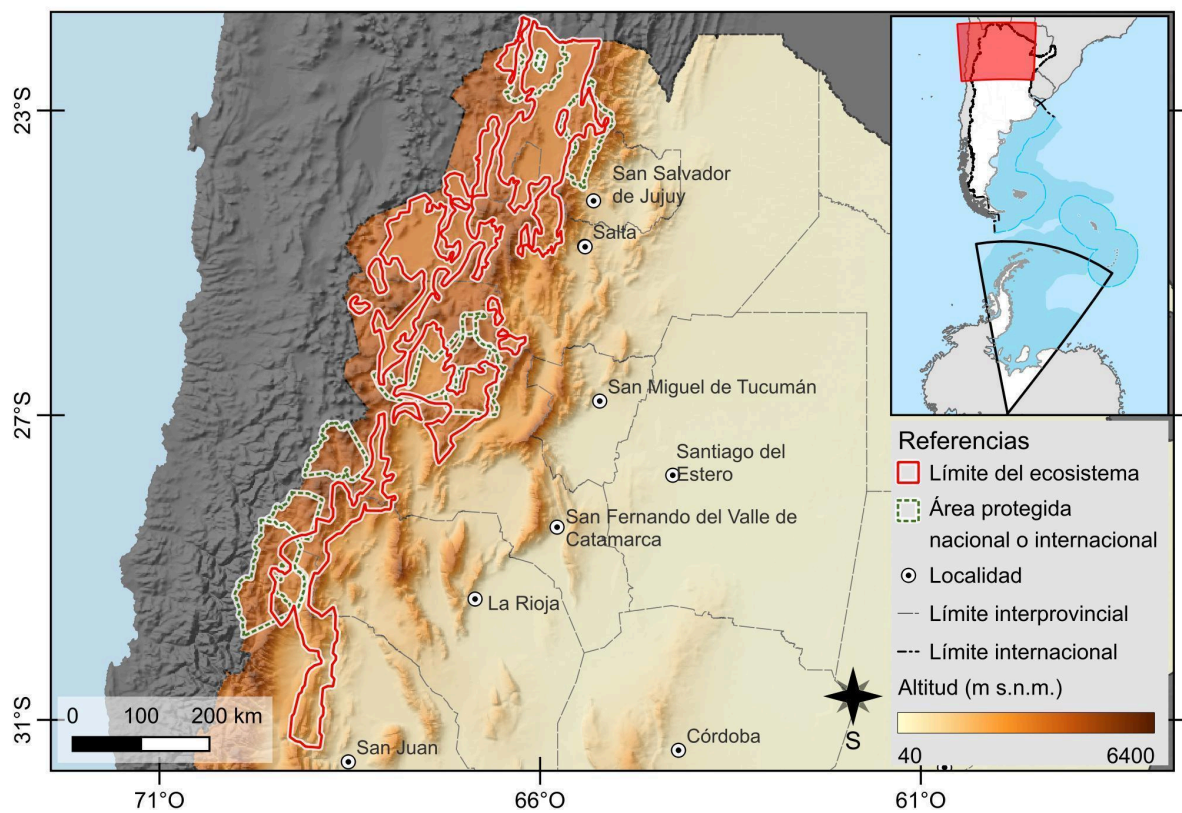 23°S
27°S
31°S
71°O
66°O
61°O
San Salvador
de Jujuy
Salta
San Miguel de Tucumán
Santiago del
Estero
San Fernando del Valle de
Catamarca
La Rioja
San Juan
Córdoba
0 100 200 km
S
Referencias
Límite del ecosistema
Área protegida
nacional o internacional
Localidad
Límite interprovincial
Límite internacional
Altitud (m s.n.m.)
40 6400